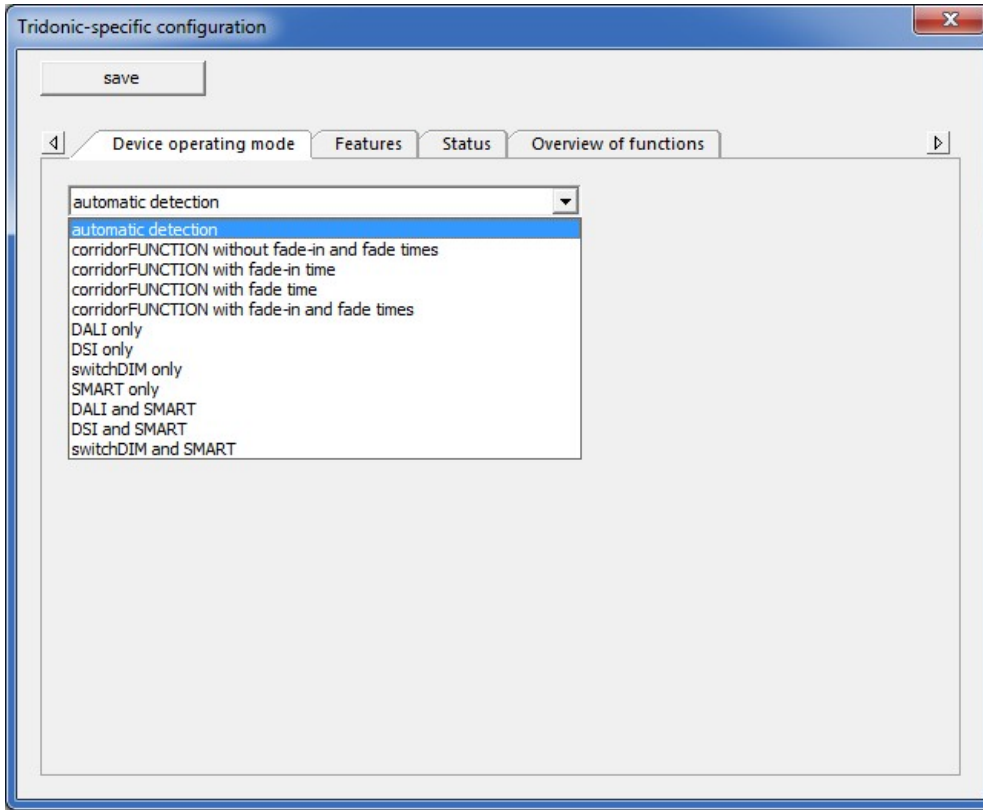 Tridonic-specific configuration
save
Device operating mode
Features
Status
Overview of functions
automatic detection
automatic detection
corridorFUNCTION without fade-in and fade times
corridorFUNCTION with fade-in time
corridorFUNCTION with fade time
corridorFUNCTION with fade-in and fade times
DALI only
DSI only
switchDIM only
SMART only
DALI and SMART
DSI and SMART
switchDIM and SMART